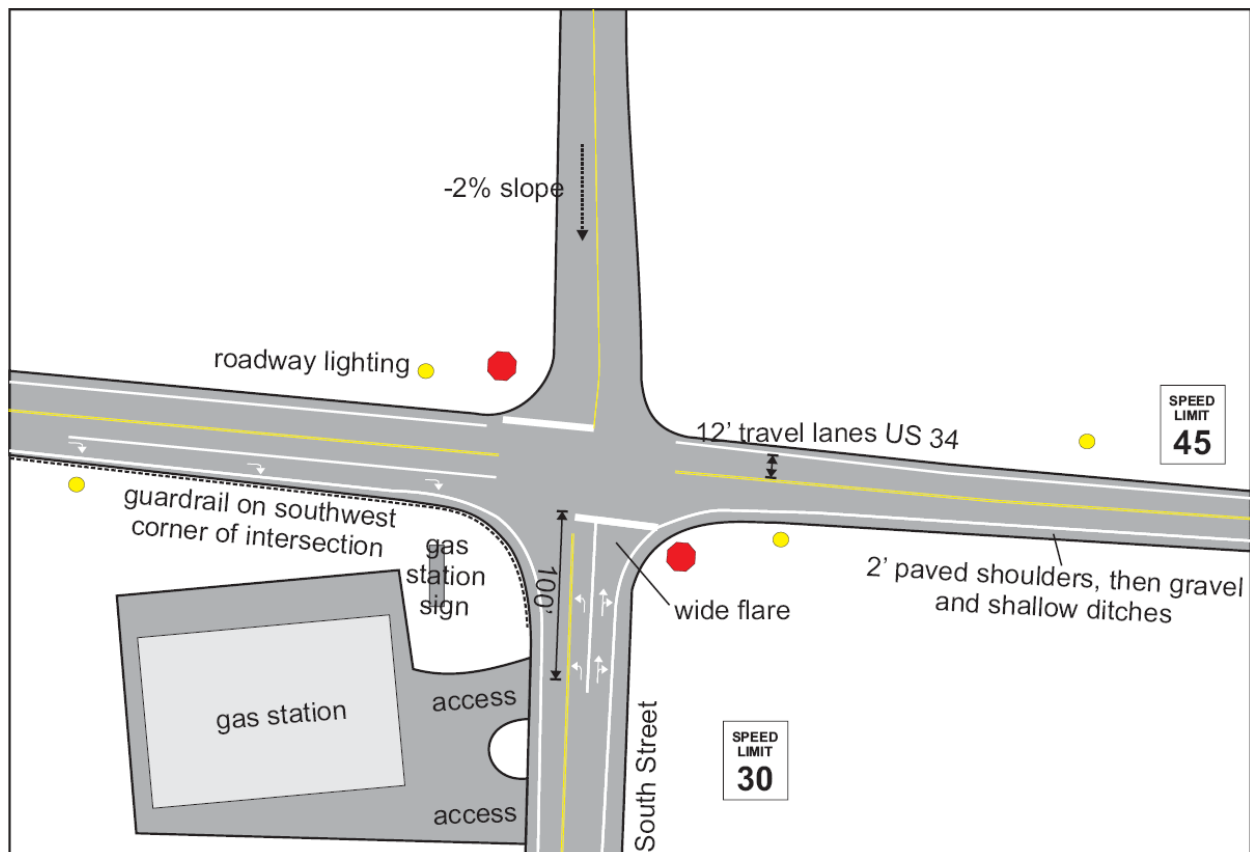 -2% slope
roadway lighting
12’ travel lanes US 34
SPEED
LIMIT
45
guardrail on southwest
corner of intersection
gas
station
sign
100’
wide flare
2’ paved shoulders, then gravel
and shallow ditches
gas station
access
access
South Street
SPEED
LIMIT
30